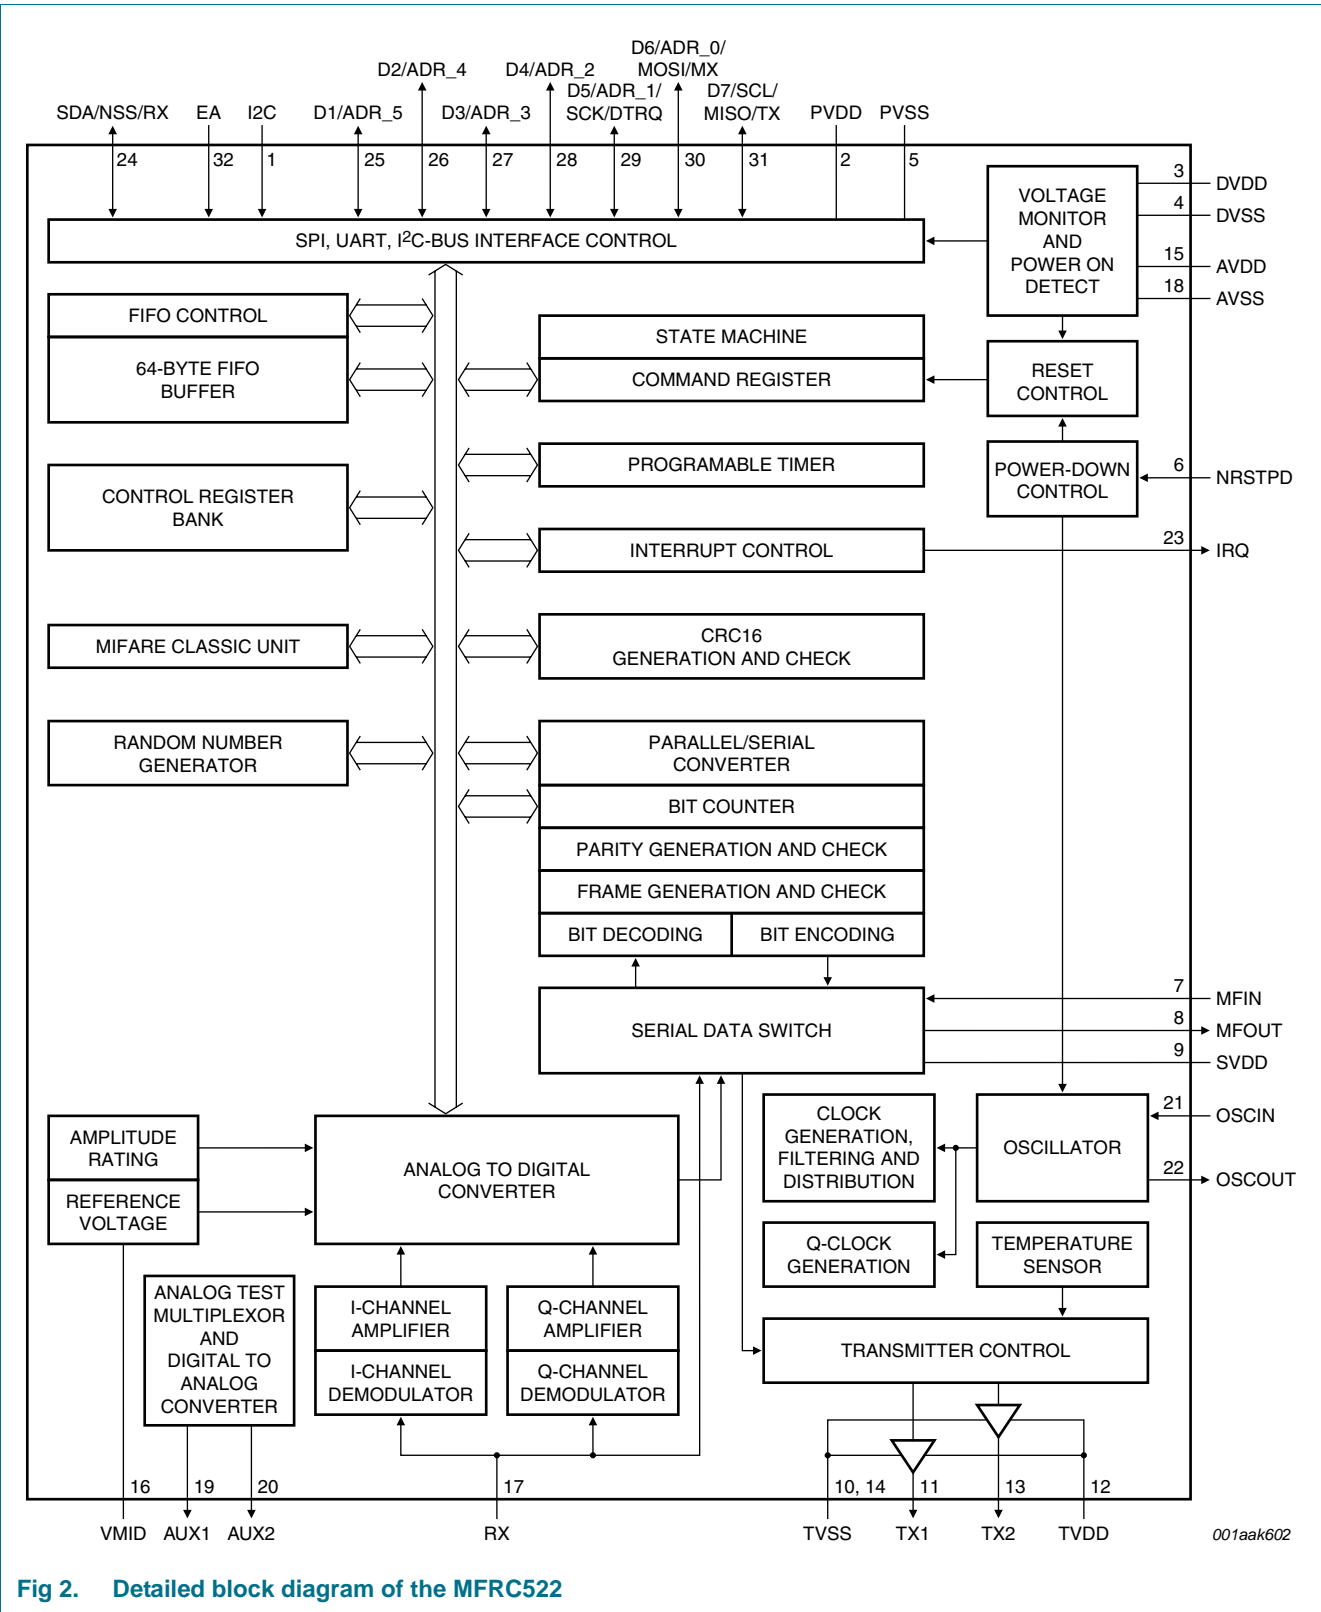 D6/ADR_0/
D2/ADR_4
D4/ADR_2
MOSI/MX
D5/ADR_1/
D7/SCL/
SDA/NSS/RX
EA
I2C
D1/ADR_5
D3/ADR_3
SCK/DTRQ
MISO/TX
PVDD
PVSS
24
32
1
25
26
27
28
29
30
31
2
5
SPI, UART, I²C-BUS INTERFACE CONTROL
VOLTAGE
MONITOR
AND
POWER ON
DETECT
3
DVDD
4
DVSS
15
AVDD
18
AVSS
FIFO CONTROL
64-BYTE FIFO
BUFFER
STATE MACHINE
COMMAND REGISTER
RESET
CONTROL
CONTROL REGISTER
BANK
PROGRAMABLE TIMER
POWER-DOWN
CONTROL
6
NRSTPD
INTERRUPT CONTROL
23
IRQ
MIFARE CLASSIC UNIT
CRC16
GENERATION AND CHECK
RANDOM NUMBER
GENERATOR
PARALLEL/SERIAL
CONVERTER
BIT COUNTER
PARITY GENERATION AND CHECK
FRAME GENERATION AND CHECK
BIT DECODING
BIT ENCODING
SERIAL DATA SWITCH
7
MFIN
8
MFOUT
9
SVDD
AMPLITUDE
RATING
REFERENCE
VOLTAGE
ANALOG TO DIGITAL
CONVERTER
CLOCK
GENERATION,
FILTERING AND
DISTRIBUTION
OSCILLATOR
21
OSCIN
22
OSCOUT
Q-CLOCK
GENERATION
TEMPERATURE
SENSOR
ANALOG TEST
MULTIPLEXOR
AND
DIGITAL TO
ANALOG
CONVERTER
I-CHANNEL
AMPLIFIER
I-CHANNEL
DEMODULATOR
Q-CHANNEL
AMPLIFIER
Q-CHANNEL
DEMODULATOR
TRANSMITTER CONTROL
16
19
20
17
10, 14
11
13
12
VMID
AUX1
AUX2
RX
TVSS
TX1
TX2
TVDD
001aak602
Fig 2. Detailed block diagram of the MFRC522